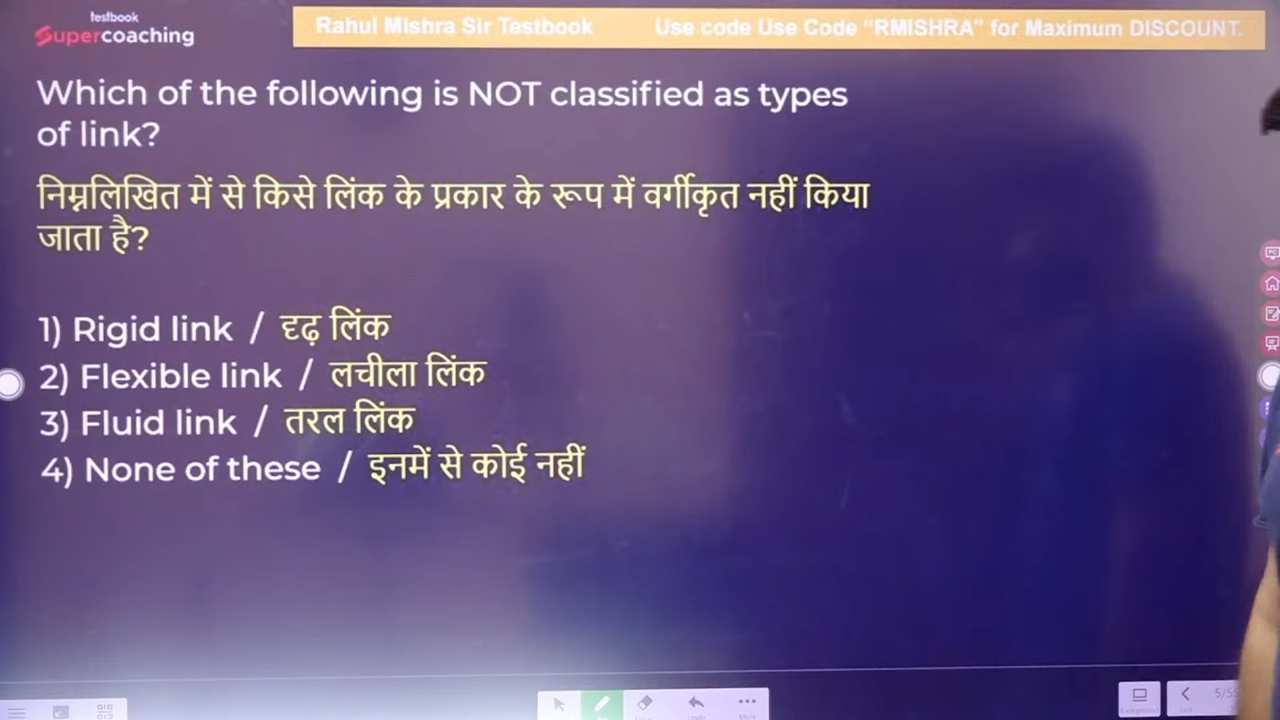 testbook
Supercoaching
Rahul Mishra Sir Testbook Use code Use Code “RMISHRA” for Maximum DISCOUNT.
Which of the following is NOT classified as types
of link?
निम्नलिखित में से किसे लिंक के प्रकार के रूप में वर्गीकृत नहीं किया
जाता है?
1) Rigid link / दृढ़ लिंक
2) Flexible link / लचीला लिंक
3) Fluid link / तरल लिंक
4) None of these / इनमें से कोई नहीं